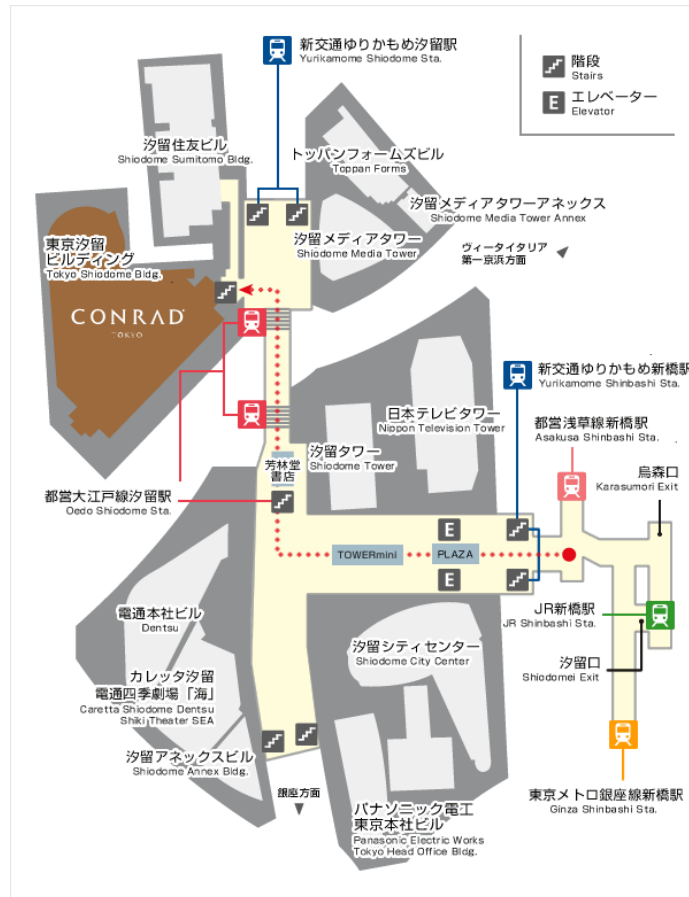 新交通ゆりかもめ汐留駅
Yurikamome Shiodome Sta.
階段
Stairs
E
エレベーター
Elevator
汐留住友ビル
Shiodome Sumitomo Bldg.
トッパンフォームズビル
Toppan Forms
汐留メディアタワーアネックス
Shiodome Media Tower Annex
汐留メディアタワー
Shiodome Media Tower
ヴィータイタリア
第一京浜方面
東京汐留
ビルディング
Tokyo Shiodome Bldg.
CONRAD
TOKYO
新交通ゆりかもめ新橋駅
Yurikamome Shinbashi Sta.
日本テレビタワー
Nippon Television Tower
都営浅草線新橋駅
Asakusa Shinbashi Sta.
汐留タワー
Shiodome Tower
芳林堂
書店
烏森口
Karasumori Exit
都営大江戸線汐留駅
Oedo Shiodome Sta.
E
TOWERmini
PLAZA
E
電通本社ビル
Dentsu
JR新橋駅
JR Shinbashi Sta.
汐留シティセンター
Shiodome City Center
汐留口
Shiodomei Exit
カレッタ汐留
電通四季劇場「海」
Caretta Shiodome Dentsu
Shiki Theater SEA
汐留アネックスビル
Shiodome Annex Bldg.
銀座方面
パナソニック電工
東京本社ビル
Panasonic Electric Works
Tokyo Head Office Bldg.
東京メトロ銀座線新橋駅
Ginza Shinbashi Sta.